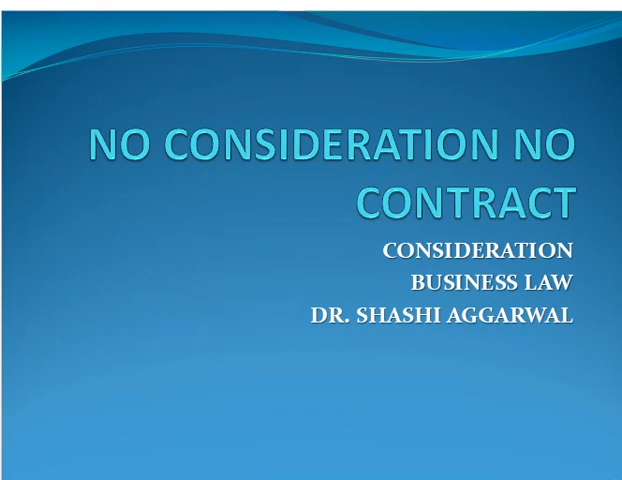 NO CONSIDERATION NO
CONTRACT
CONSIDERATION
BUSINESS LAW
DR. SHASHI AGGARWAL